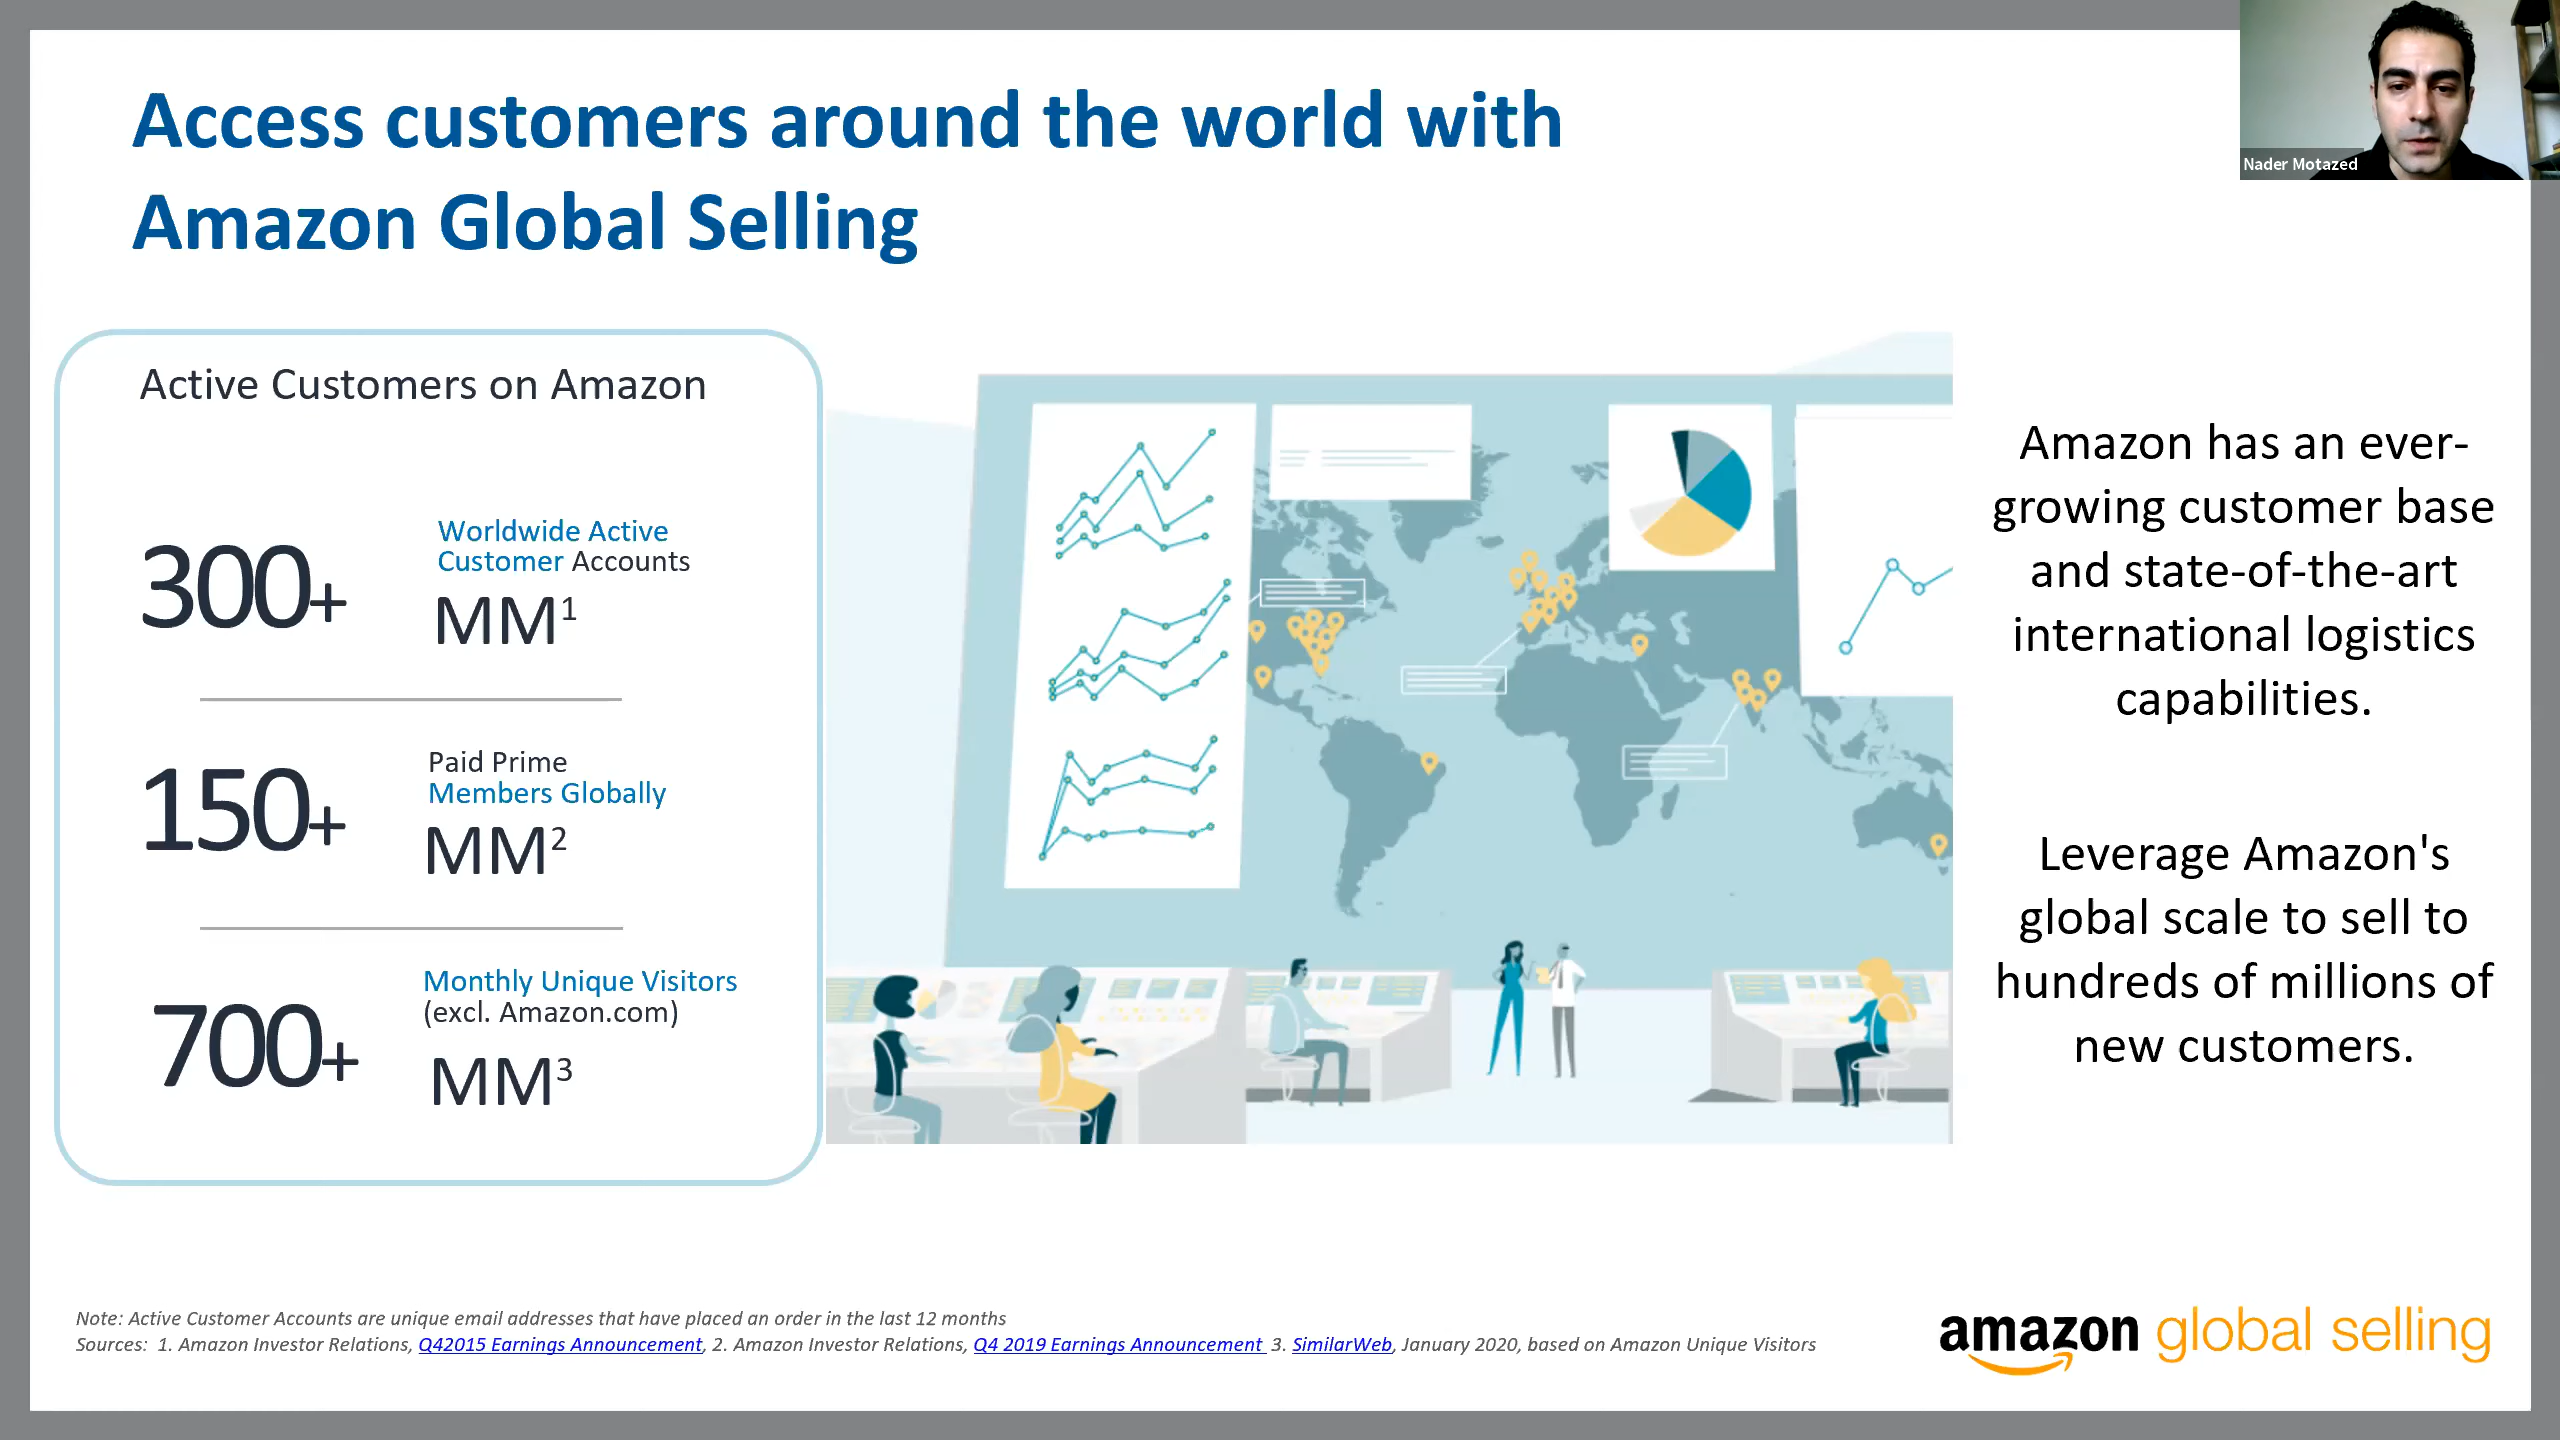 Access customers around the world with
Amazon Global Selling
Nader Motazed
Active Customers on Amazon
300+
Worldwide Active
Customer Accounts
MM¹
150+
Paid Prime
Members Globally
MM²
700+
Monthly Unique Visitors
(excl. Amazon.com)
MM³
Amazon has an ever-
growing customer base
and state-of-the-art
international logistics
capabilities.
Leverage Amazon's
global scale to sell to
hundreds of millions of
new customers.
Note: Active Customer Accounts are unique email addresses that have placed an order in the last 12 months
Sources: 1. Amazon Investor Relations, Q42015 Earnings Announcement, 2. Amazon Investor Relations, Q4 2019 Earnings Announcement 3. SimilarWeb, January 2020, based on Amazon Unique Visitors
amazon global selling